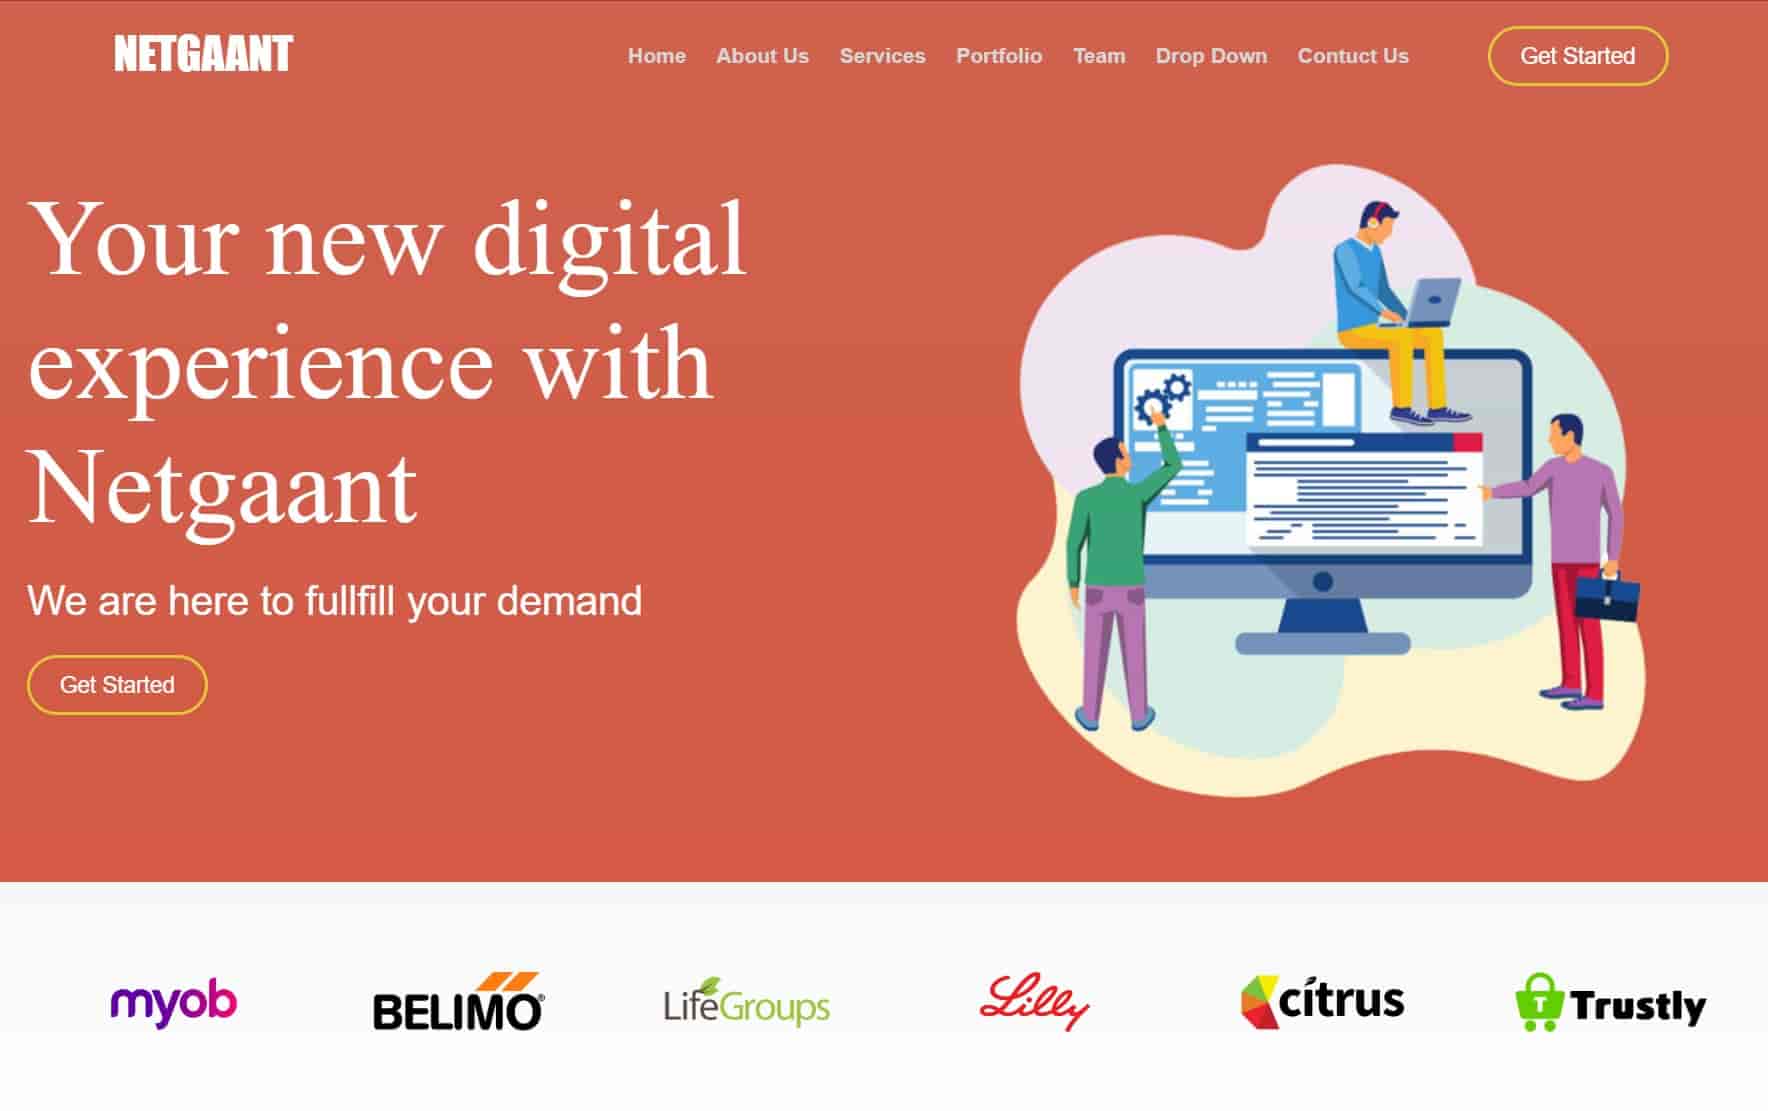 NETGAANT
Home About Us Services Portfolio Team Drop Down Contuct Us
Get Started
Your new digital
experience with
Netgaant
We are here to fullfill your demand
Get Started
myob
BELIMO®
LifeGroups
Lilly
cítrus
T Trustly